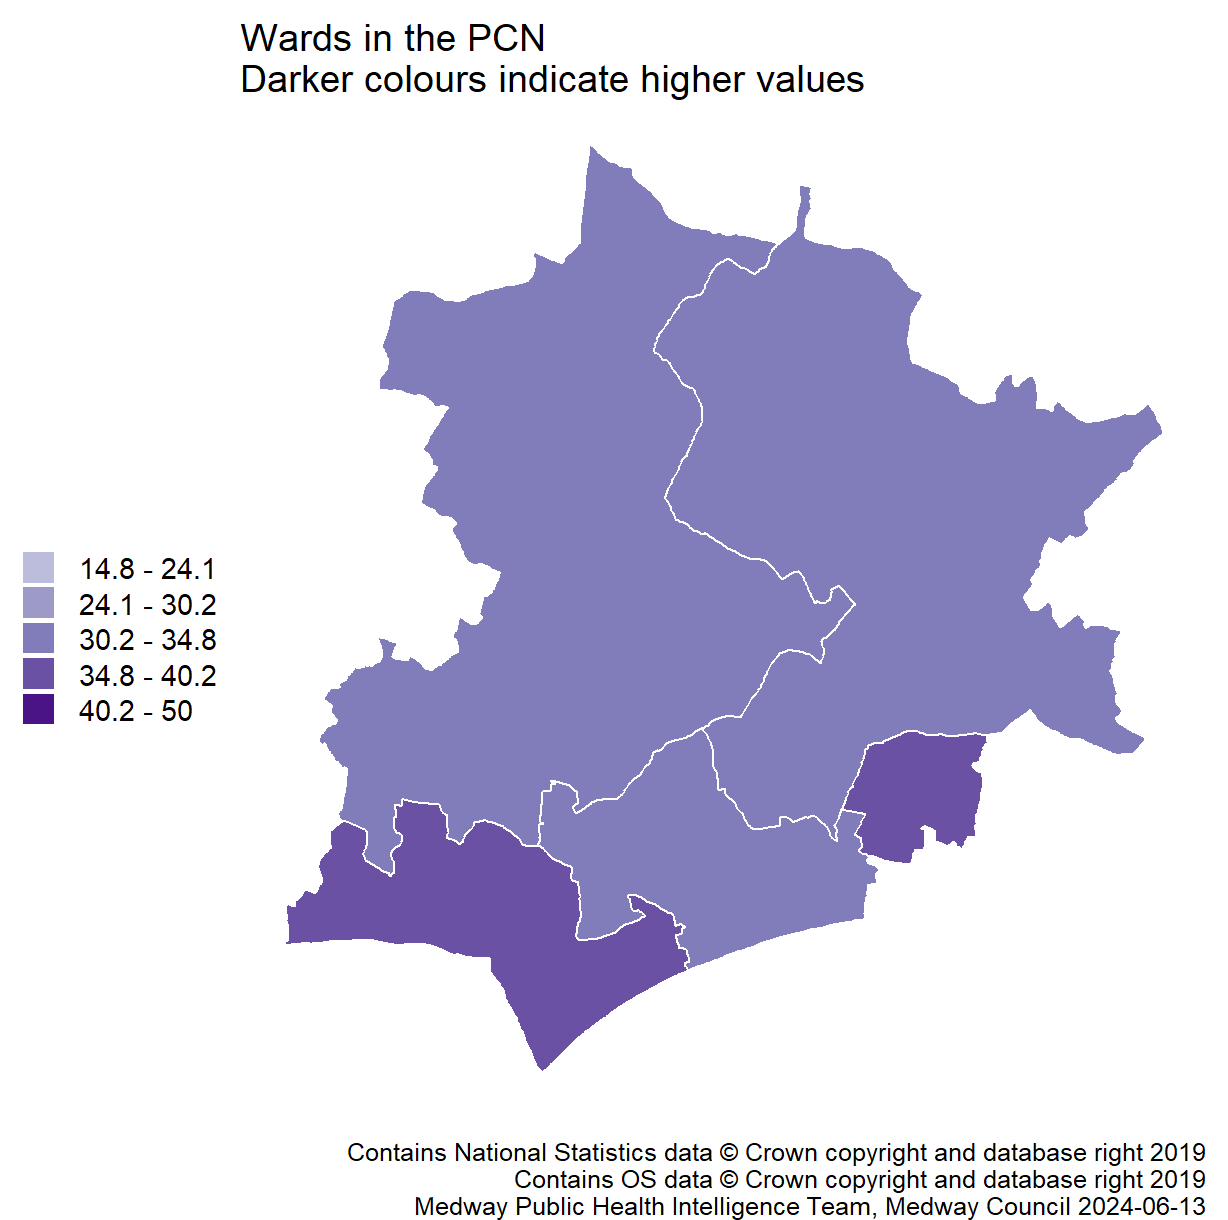 Wards in the PCN
Darker colours indicate higher values
14.8 - 24.1
24.1 - 30.2
30.2 - 34.8
34.8 - 40.2
40.2 - 50
Contains National Statistics data © Crown copyright and database right 2019
Contains OS data © Crown copyright and database right 2019
Medway Public Health Intelligence Team, Medway Council 2024-06-13